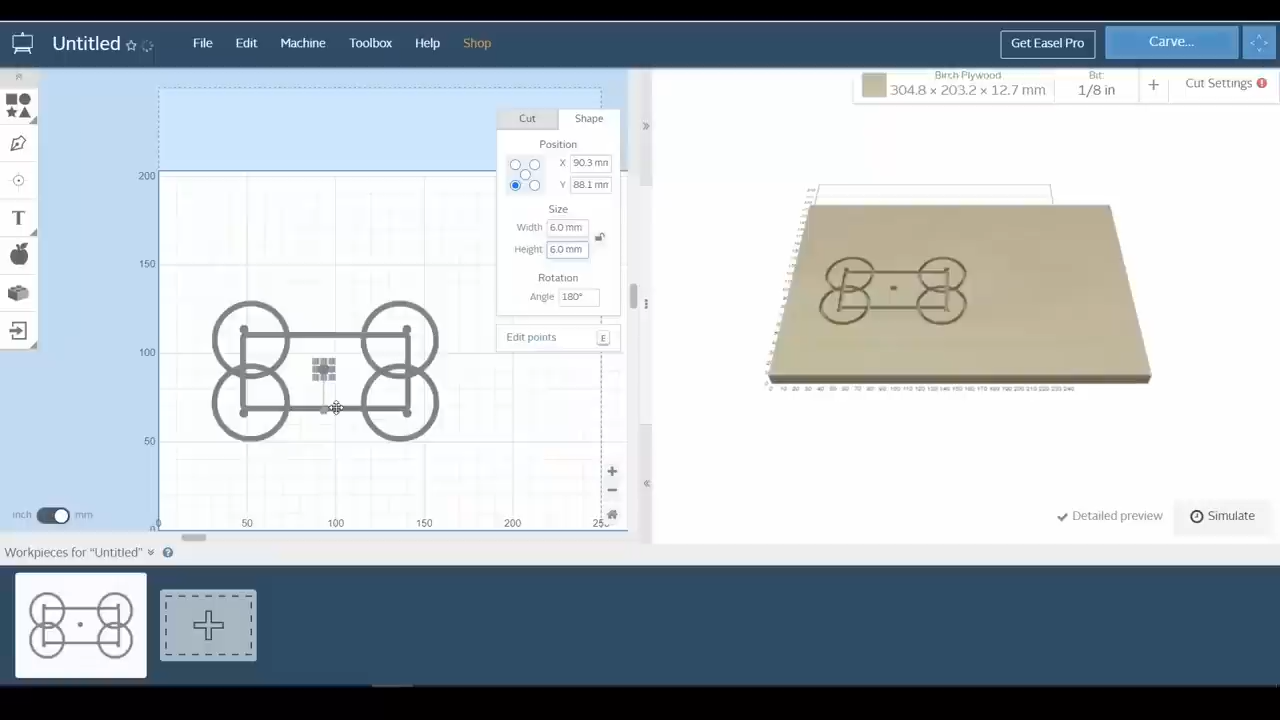 Untitled
File Edit Machine Toolbox Help Shop
Get Easel Pro
Carve...
Birch Plywood
304.8 × 203.2 × 12.7 mm
Bit:
1/8 in
Cut Settings
Cut Shape
Position
X 90.3 mm
Y 88.1 mm
Size
Width 6.0 mm
Height 6.0 mm
Rotation
Angle 180°
Edit points E
T
200
150
100
50
0
0 50 100 150 200
inch mm
Detailed preview
Simulate
Workpieces for "Untitled"